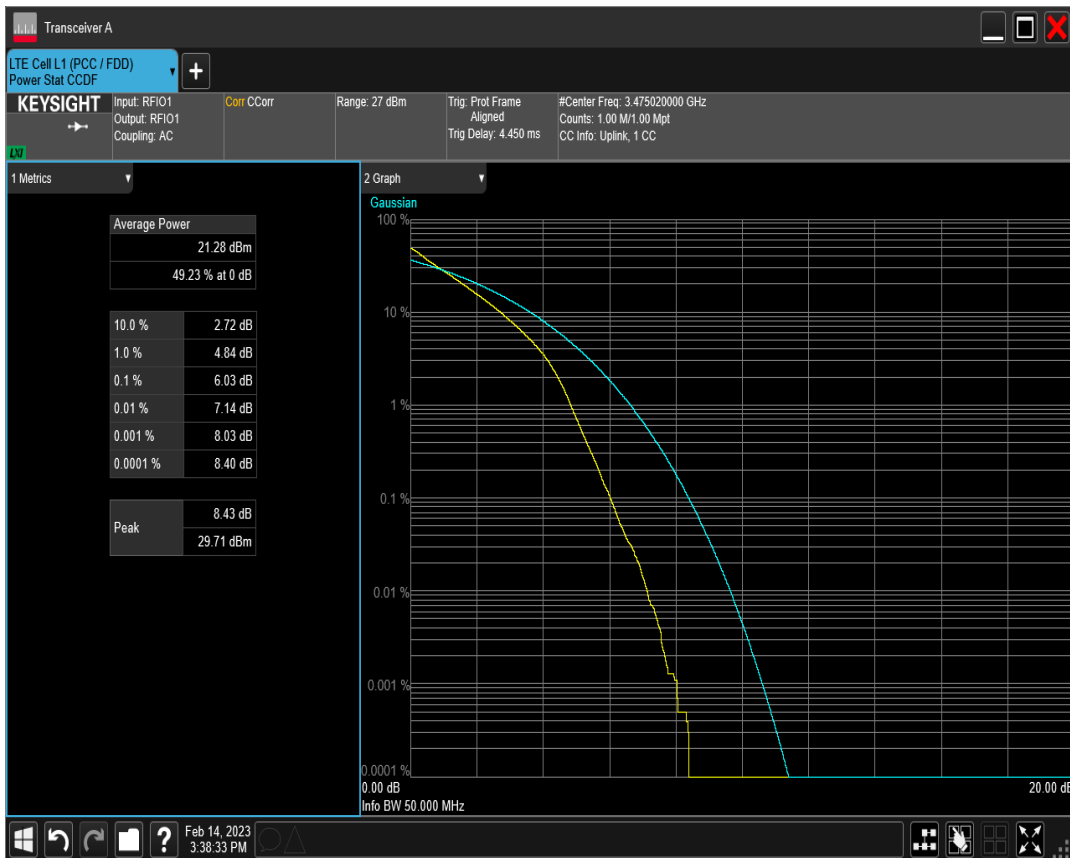 Transceiver A
LTE Cell L1 (PCC / FDD)
Power Stat CCDF
KEYSIGHT
LXI
Input: RFIO1
Output: RFIO1
Coupling: AC
Corr CCorr
Range: 27 dBm
Trig: Prot Frame
Aligned
Trig Delay: 4.450 ms
#Center Freq: 3.475020000 GHz
Counts: 1.00 M/1.00 Mpt
CC Info: Uplink, 1 CC
1 Metrics
Average Power
21.28 dBm
49.23 % at 0 dB
10.0 % 2.72 dB
1.0 % 4.84 dB
0.1 % 6.03 dB
0.01 % 7.14 dB
0.001 % 8.03 dB
0.0001 % 8.40 dB
Peak
8.43 dB
29.71 dBm
2 Graph
Gaussian
100 %
10 %
1 %
0.1 %
0.01 %
0.001 %
0.0001 %
0.00 dB 20.00 dB
Info BW 50.000 MHz
?
Feb 14, 2023
3:38:33 PM